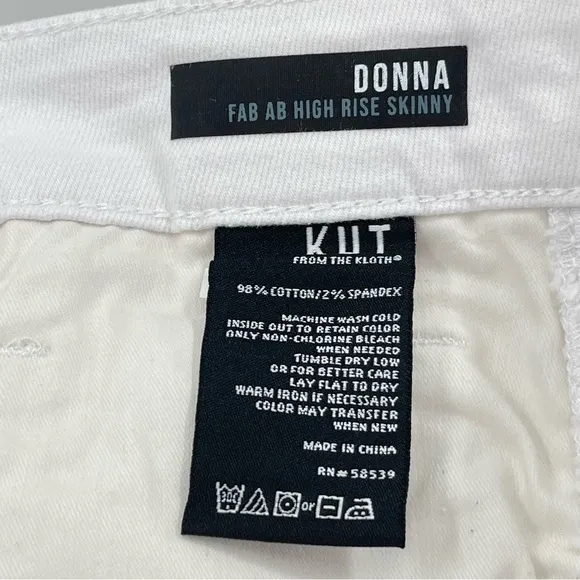 DONNA
FAB AB HIGH RISE SKINNY
KUT
FROM THE KLOTH®
98% COTTON/2% SPANDEX
MACHINE WASH COLD
INSIDE OUT TO RETAIN COLOR
ONLY NON-CHLORINE BLEACH
WHEN NEEDED
TUMBLE DRY LOW
OR FOR BETTER CARE
LAY FLAT TO DRY
WARM IRON IF NECESSARY
COLOR MAY TRANSFER
WHEN NEW
MADE IN CHINA
RN# 58539
30C or